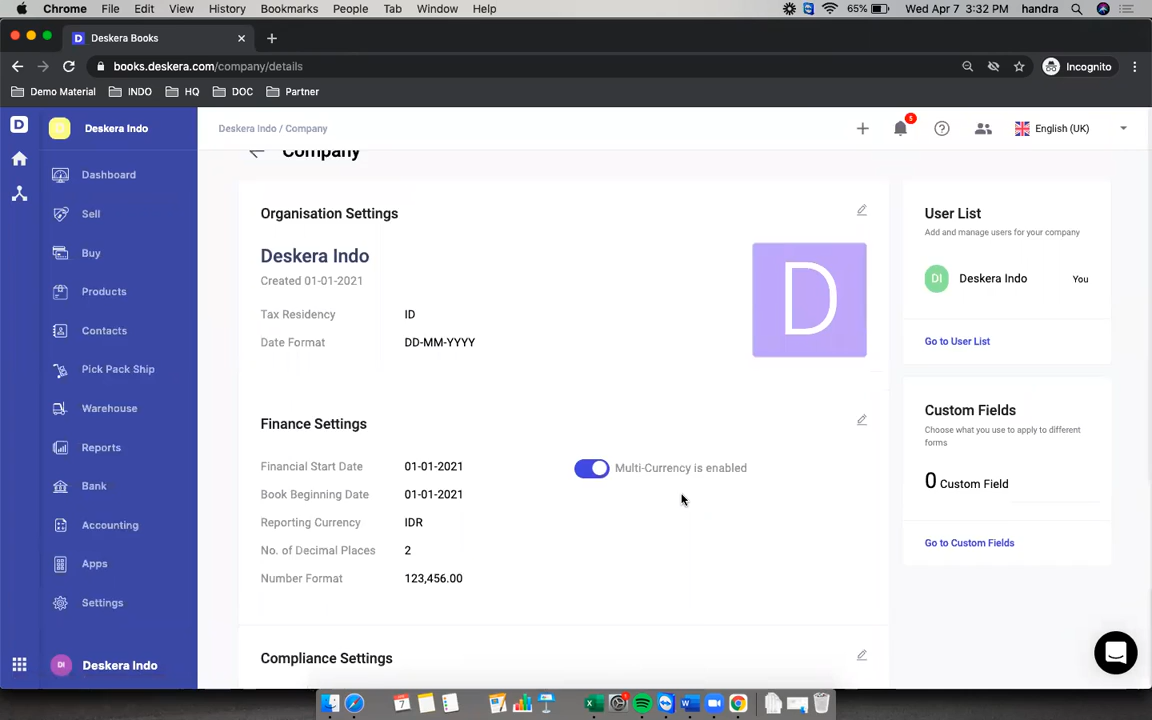 Chrome File Edit View History Bookmarks People Tab Window Help 65% Wed Apr 7 3:32 PM handra
Deskera Books
books.deskera.com/company/details Incognito
Demo Material INDO HQ DOC Partner
D Deskera Indo Deskera Indo / Company 5 English (UK)
Company
Dashboard
Sell
Buy
Products
Contacts
Pick Pack Ship
Warehouse
Reports
Bank
Accounting
Apps
Settings
DI Deskera Indo
Organisation Settings
Deskera Indo
Created 01-01-2021
Tax Residency ID
Date Format DD-MM-YYYY
D
Finance Settings
Financial Start Date 01-01-2021
Multi-Currency is enabled
Book Beginning Date 01-01-2021
Reporting Currency IDR
No. of Decimal Places 2
Number Format 123,456.00
Compliance Settings
User List
Add and manage users for your company
DI Deskera Indo You
Go to User List
Custom Fields
Choose what you use to apply to different
forms
0 Custom Field
Go to Custom Fields